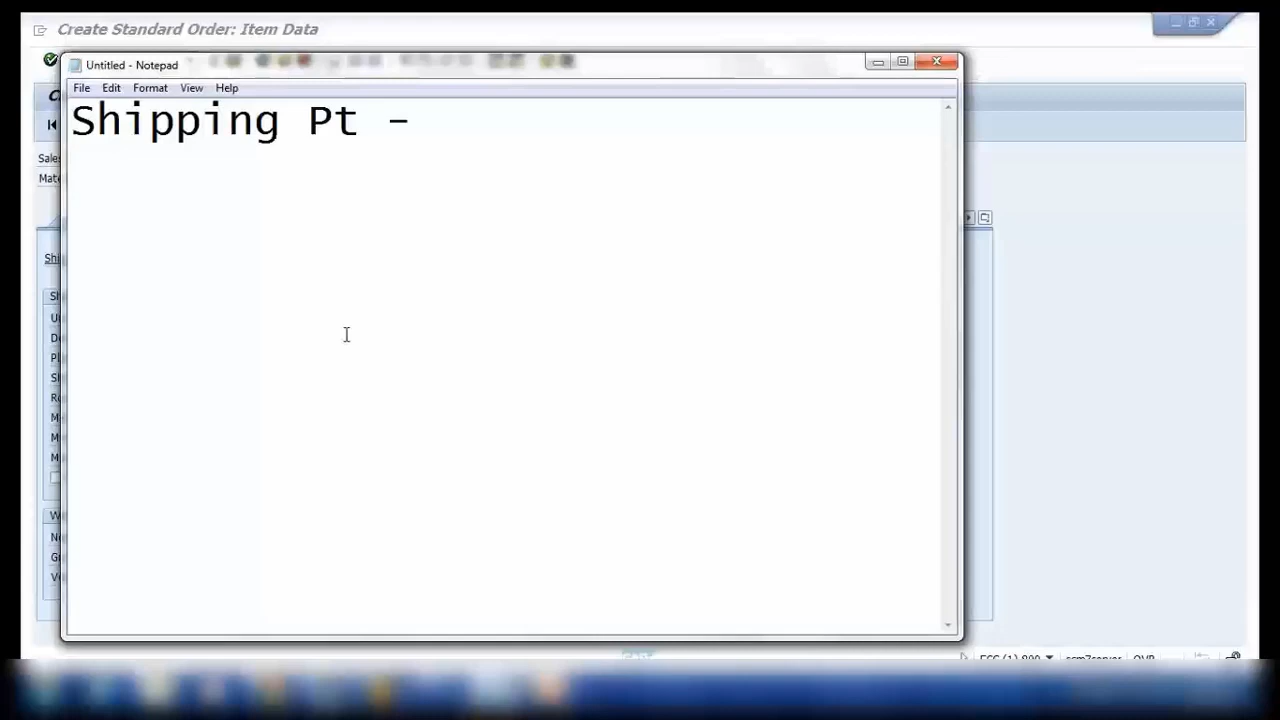 Create Standard Order: Item Data
Untitled - Notepad
File Edit Format View Help
Shipping Pt -